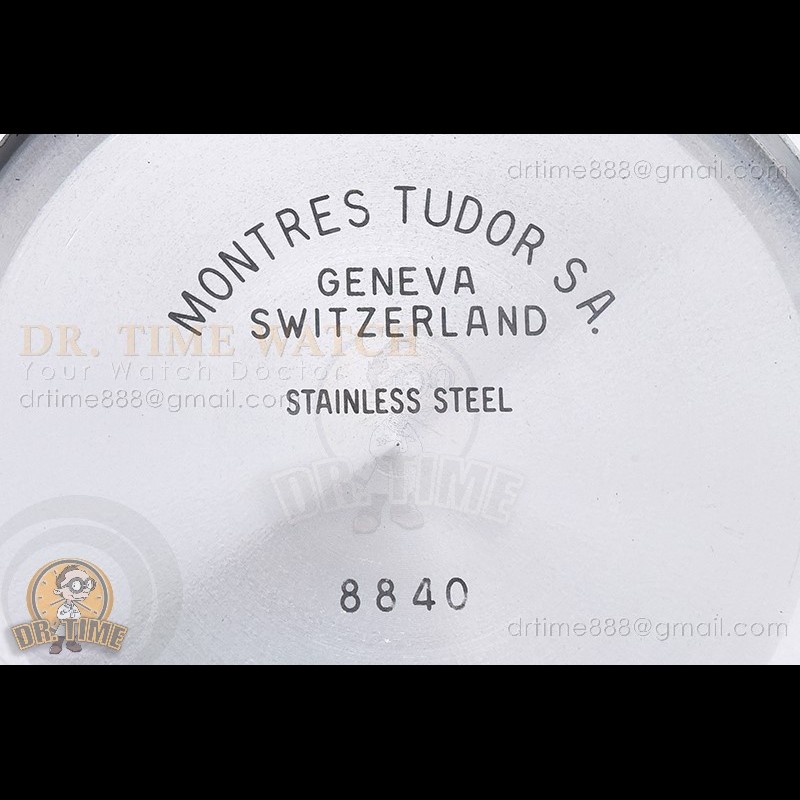 drtime888@gmail.com
MONTRES TUDOR SA.
GENEVA
SWITZERLAND
DR. TIME WATCH
Your Watch Doctor
drtime888@gmail.com
STAINLESS STEEL
DR. TIME
8840
DR. TIME
drtime888@gmail.com